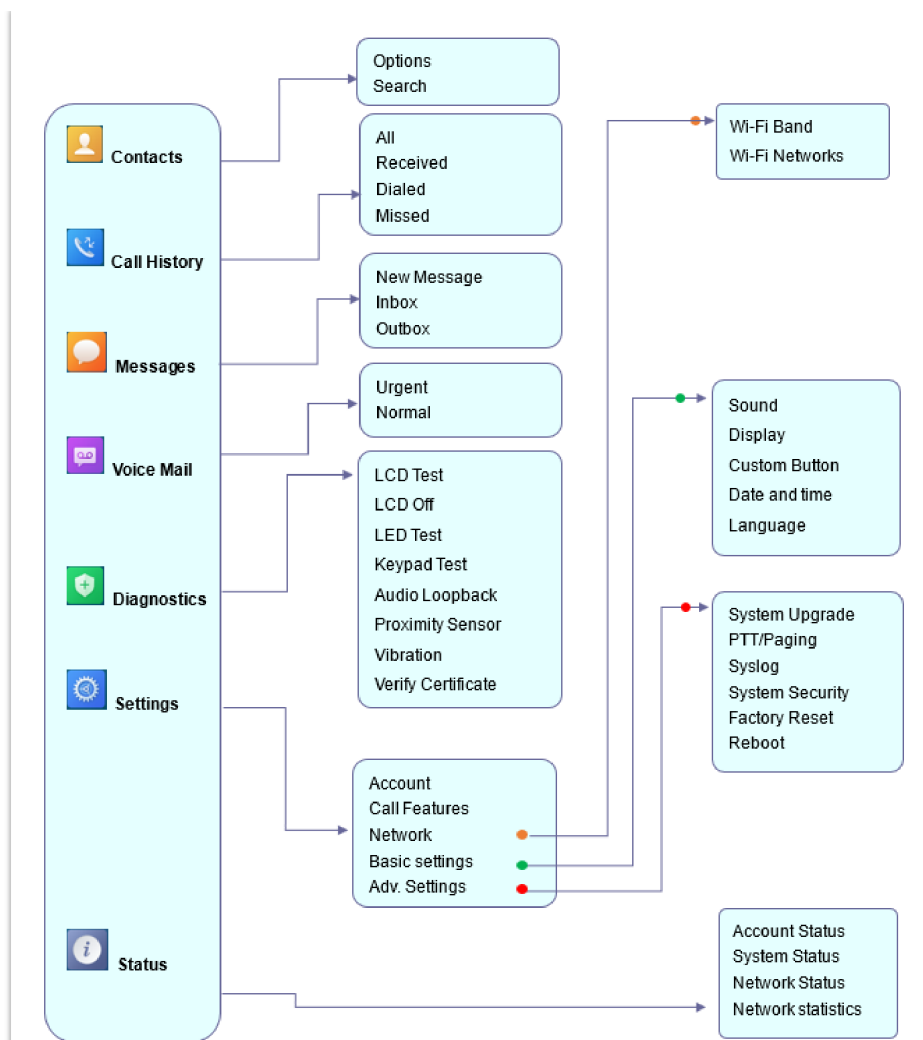 Contacts
Call History
Messages
Voice Mail
Diagnostics
Settings
Status
Options
Search
All
Received
Dialed
Missed
New Message
Inbox
Outbox
Urgent
Normal
LCD Test
LCD Off
LED Test
Keypad Test
Audio Loopback
Proximity Sensor
Vibration
Verify Certificate
Account
Call Features
Network
Basic settings
Adv. Settings
Wi-Fi Band
Wi-Fi Networks
Sound
Display
Custom Button
Date and time
Language
System Upgrade
PTT/Paging
Syslog
System Security
Factory Reset
Reboot
Account Status
System Status
Network Status
Network statistics